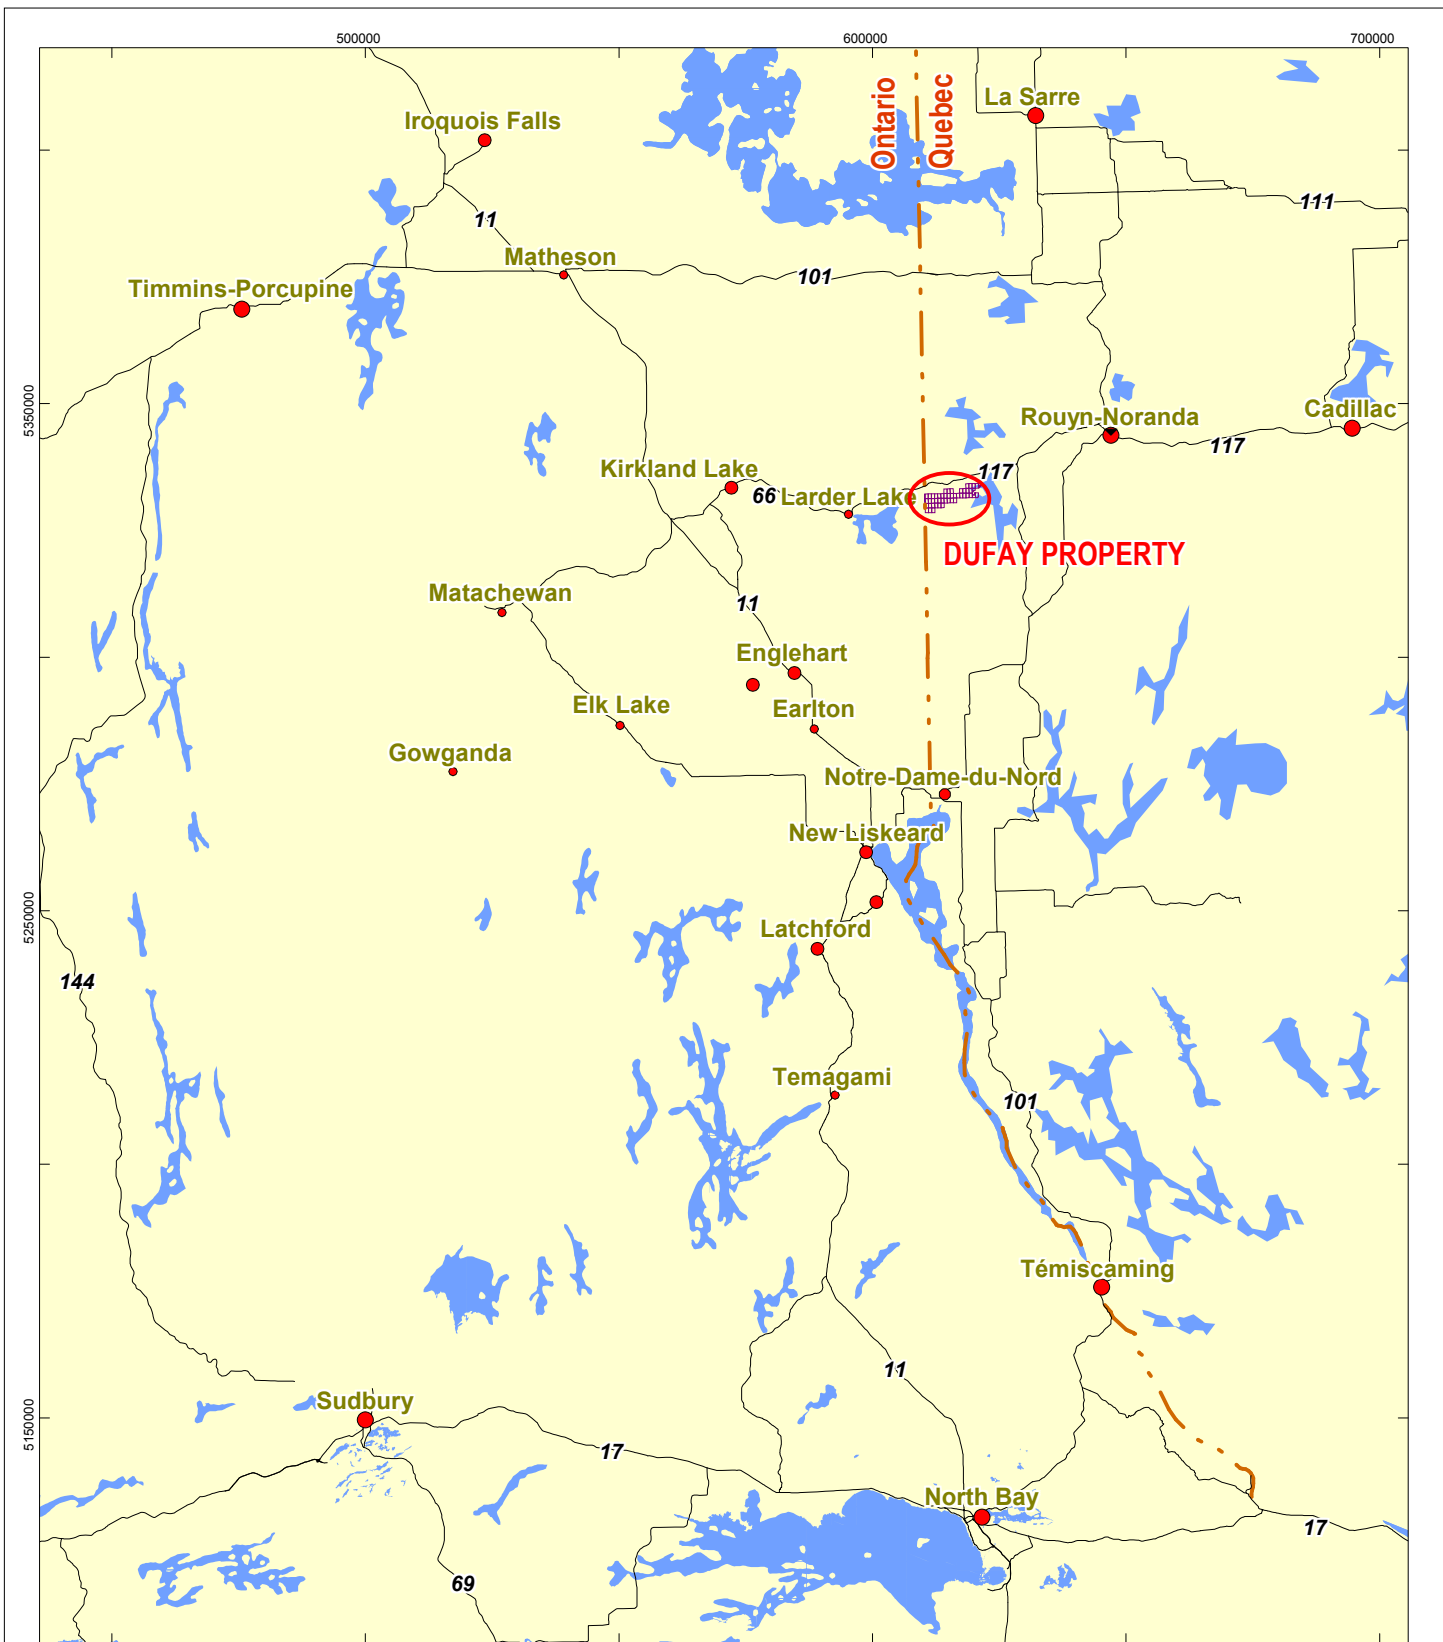 500000
600000
700000
Ontario
Quebec
La Sarre
Iroquois Falls
11
111
Matheson
101
Timmins-Porcupine
5350000
Rouyn-Noranda
Cadillac
117
Kirkland Lake
117
66
Larder Lake
DUFAY PROPERTY
Matachewan
11
Englehart
Elk Lake
Earlton
Gowganda
Notre-Dame-du-Nord
New Liskeard
5250000
Latchford
144
Temagami
101
Témiscaming
11
Sudbury
5150000
17
North Bay
17
69